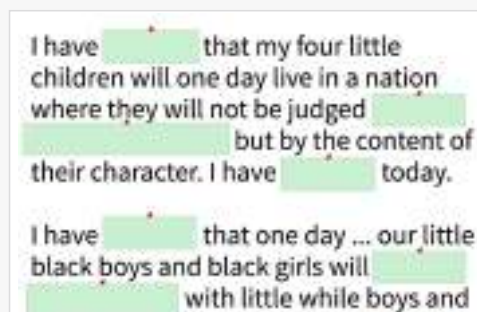 I have that my four little
children will one day live in a nation
where they will not be judged
but by the content of
their character. I have today.
I have that one day ... our little
black boys and black girls will
with little while boys and